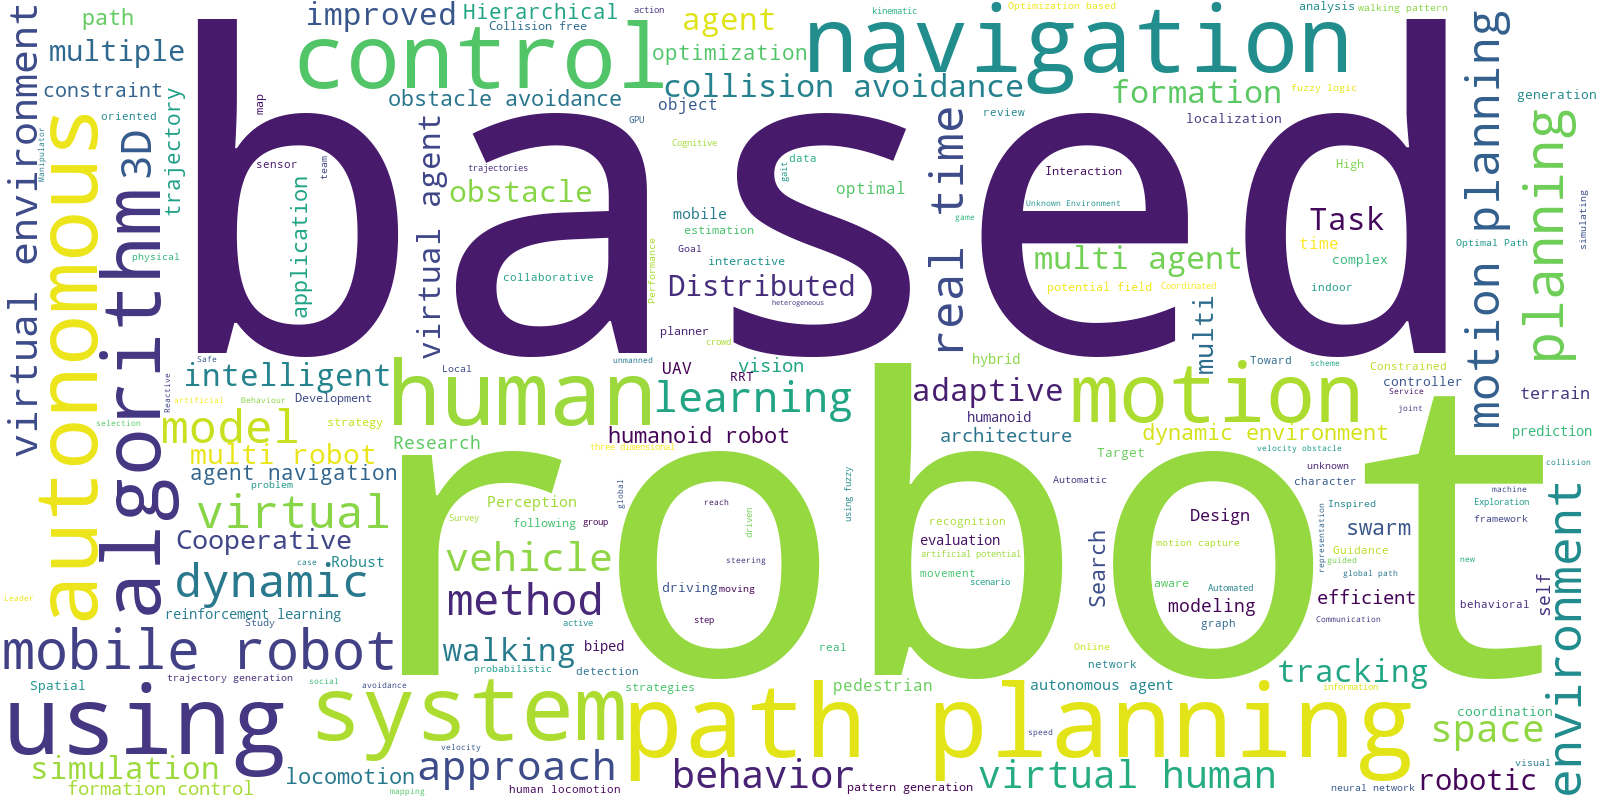 path
improved
Hierarchical
Collision free
action
agent
kinematic
Optimization based
analysis
walking pattern
multiple
control
optimization
navigation
constraint
obstacle avoidance
collision avoidance
object
formation
fuzzy logic
generation
virtual environment
autonomous
algorithm
3D
oriented
Manipulator
trajectory
map
GPU
review
localization
motion planning
planning
based
sensor
team
application
virtual agent
trajectories
obstacle
Cognitive
data
gait
optimal
real time
Interaction
Unknown Environment
High
Task
time
complex
indoor
simulating
Optimal Path
physical
collaborative
mobile
estimation
game
Goal
interactive
Performance
Distributed
heterogeneous
multi agent
potential field
Coordinated
multi
planner
crowd
Safe
intelligent
Reactive
artificial
Behaviour
Development
Local
human
unmanned
UAV
RRT
vision
learning
hybrid
adaptive
motion
Toward
scheme
Constrained
controller
Service
joint
terrain
selection
model
strategy
multi robot
Research
humanoid robot
three dimensional
humanoid
architecture
dynamic environment
velocity obstacle
Target
prediction
agent navigation
problem
robot
global
reach
using fuzzy
Automatic
unknown
character
collision
machine
Exploration
virtual
Perception
Survey
following
group
driven
recognition
Design
Inspired
representation
swarm
framework
Cooperative
case
Robust
vehicle
steering
evaluation
artificial potential
motion capture
Search
Guidance
guided
new
dynamic
method
driving
moving
movement
scenario
aware
Automated
global path
Leader
reinforcement learning
Study
active
step
modeling
graph
efficient
Communication
behavioral
self
environment
mobile robot
walking
biped
real
Online
network
tracking
trajectory generation
probabilistic
detection
Spatial
social
avoidance
strategies
pedestrian
autonomous agent
information
using
system
path planning
speed
coordination
space
simulation
velocity
locomotion
approach
behavior
virtual human
visual
robotic
formation control
mapping
human locomotion
pattern generation
neural network